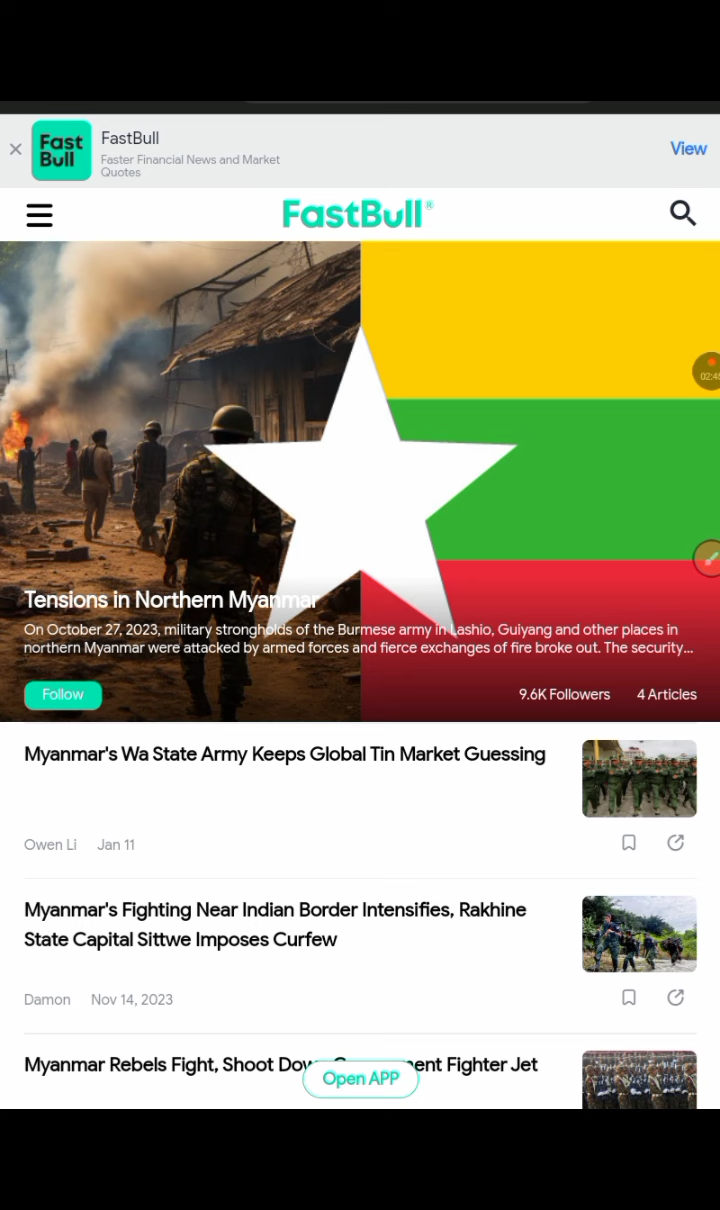 Fast
Bull
FastBull
Faster Financial News and Market
Quotes
View
FastBull®
02:4
Tensions in Northern Myanmar
On October 27, 2023, military strongholds of the Burmese army in Lashio, Guiyang and other places in
northern Myanmar were attacked by armed forces and fierce exchanges of fire broke out. The security...
Follow
9.6K Followers
4 Articles
Myanmar's Wa State Army Keeps Global Tin Market Guessing
Owen Li
Jan 11
Myanmar's Fighting Near Indian Border Intensifies, Rakhine
State Capital Sittwe Imposes Curfew
Damon
Nov 14, 2023
Myanmar Rebels Fight, Shoot Fighter Jet
Open APP